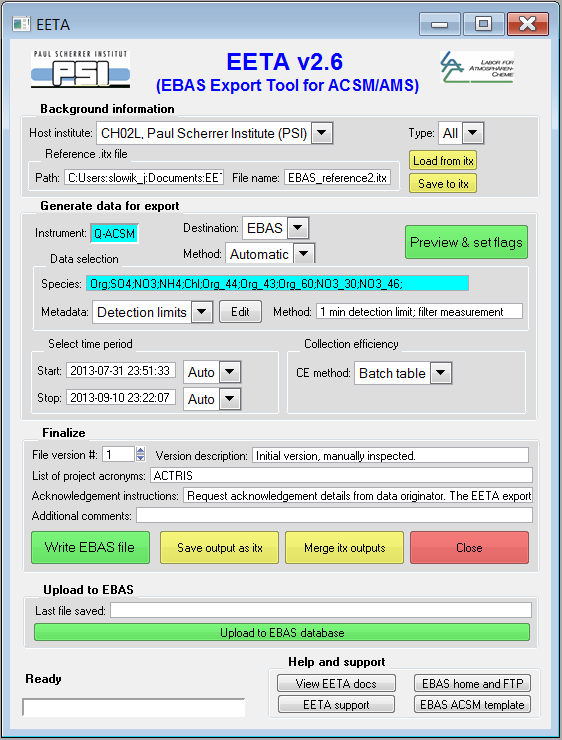 EETA
PAUL SCHERRER INSTITUT
PSI
EETA v2.6
(EBAS Export Tool for ACSM/AMS)
LAC
LABOR FÜR
ATMOSPHÄREN-
CHEMIE
Background information
Host institute: CH02L, Paul Scherrer Institute (PSI) Type: All
Reference .itx file
Load from itx
Path: C:Users:slowik_j:Documents:EE File name: EBAS_reference2.itx
Save to itx
Generate data for export
Instrument: Q-ACSM Destination: EBAS
Method: Automatic
Preview & set flags
Data selection
Species: Org;SO4;NO3;NH4;Chl;Org_44;Org_43;Org_60;NO3_30;NO3_46;
Metadata: Detection limits Edit Method: 1 min detection limit; filter measurement
Select time period Collection efficiency
Start: 2013-07-31 23:51:33 Auto CE method: Batch table
Stop: 2013-09-10 23:22:07 Auto
Finalize
File version #: 1 Version description: Initial version, manually inspected.
List of project acronyms: ACTRIS
Acknowledgement instructions: Request acknowledgement details from data originator. The EETA export
Additional comments:
Write EBAS file Save output as itx Merge itx outputs Close
Upload to EBAS
Last file saved:
Upload to EBAS database
Help and support
Ready
View EETA docs EBAS home and FTP
EETA support EBAS ACSM template